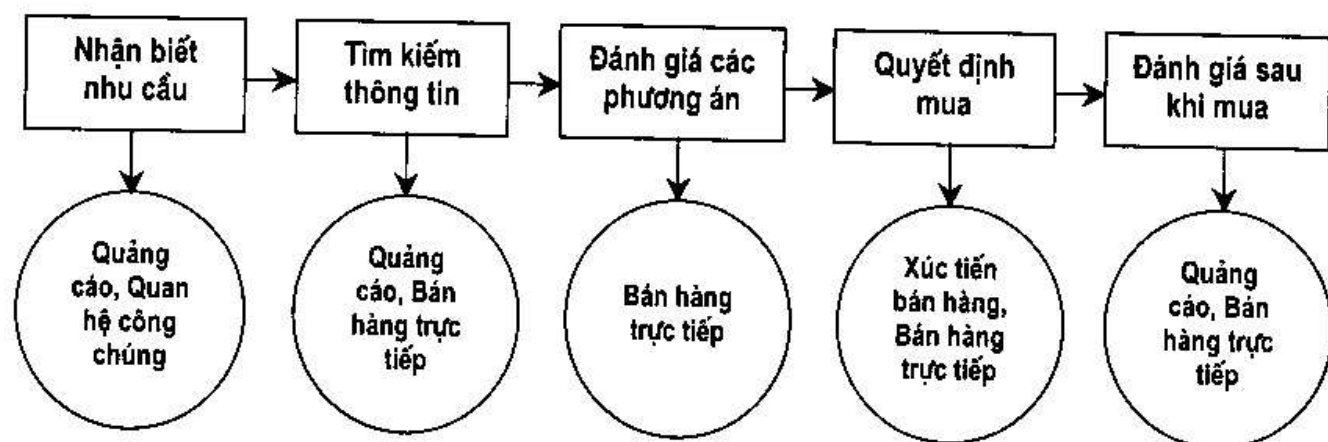 Nhận biết
nhu cầu
Tìm kiếm
thông tin
Đánh giá các
phương án
Quyết định
mua
Đánh giá sau
khi mua
Quảng
cáo, Quan
hệ công
chúng
Quảng
cáo, Bán
hàng trực
tiếp
Bán hàng
trực tiếp
Xúc tiến
bán hàng,
Bán hàng
trực tiếp
Quảng
cáo, Bán
hàng trực
tiếp